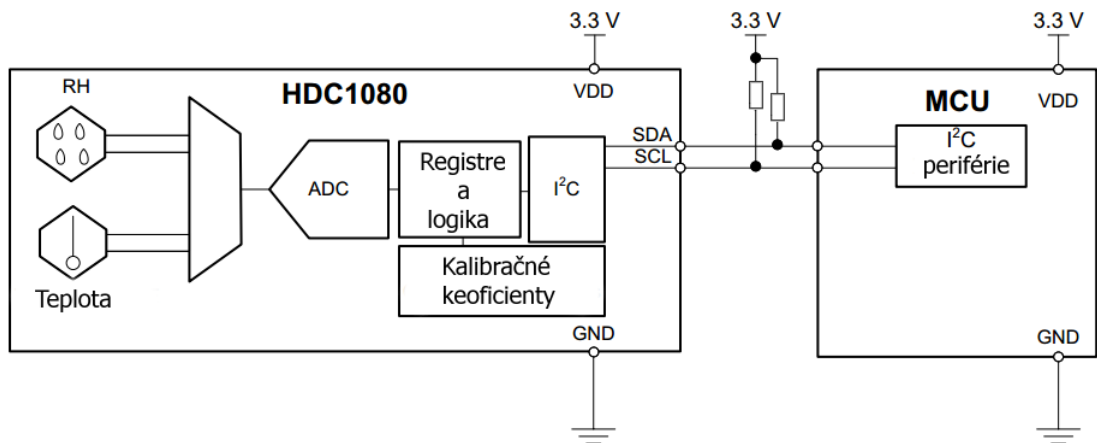 3.3 V
3.3 V
3.3 V
RH
HDC1080
VDD
MCU
VDD
SDA
SCL
ADC
Registre
a
logika
I²C
I²C
periférie
Kalibračné
keoficienty
Teplota
GND
GND